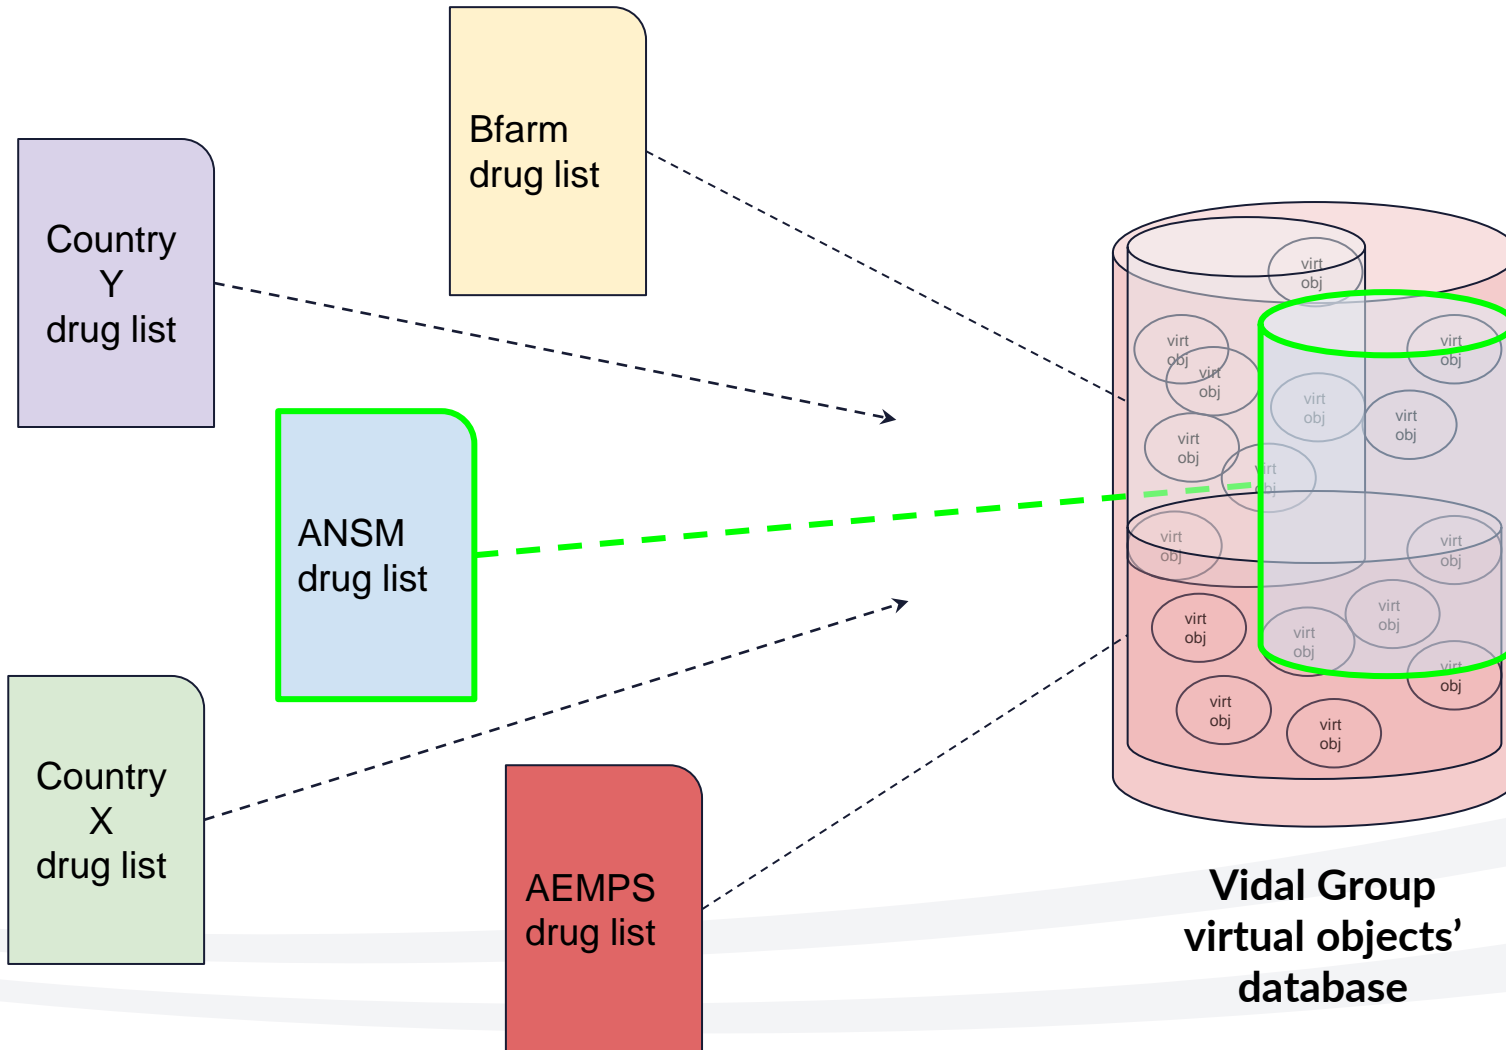 Bfarm
drug list
Country
Y
drug list
ANSM
drug list
Country
X
drug list
AEMPS
drug list
virt
obj
virt
obj
virt
obj
virt
obj
virt
obj
virt
obj
virt
obj
virt
obj
virt
obj
virt
obj
virt
obj
virt
obj
virt
obj
virt
obj
virt
obj
virt
obj
Vidal Group
virtual objects’
database